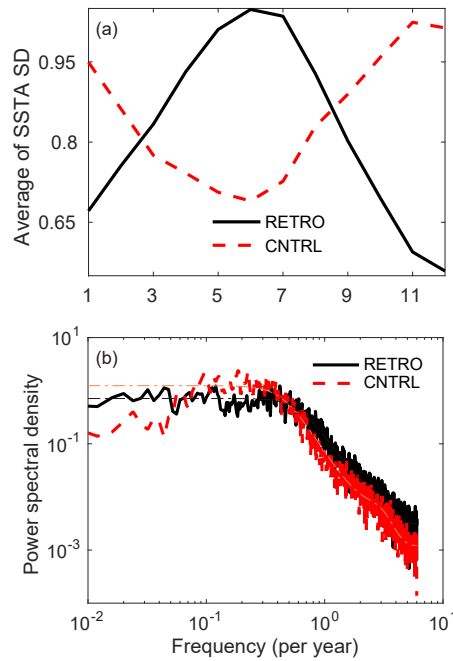 (a)
Average of SSTA SD
0.95
0.8
0.65
RETRO
CNTRL
1 3 5 7 9 11
(b)
Power spectral density
10^1
10^-1
10^-3
RETRO
CNTRL
10^-2 10^-1 10^0 10^1
Frequency (per year)